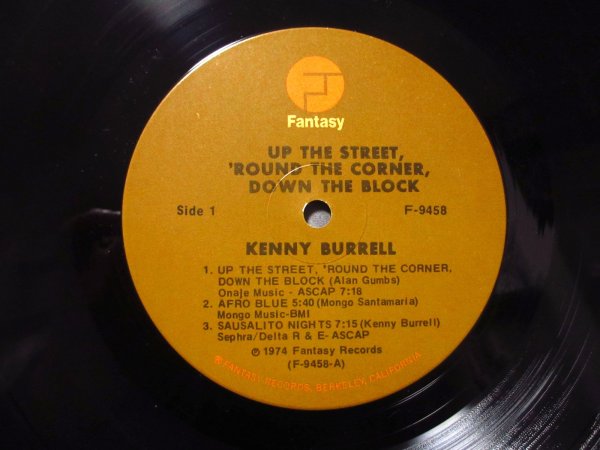 Fantasy
UP THE STREET,
'ROUND THE CORNER,
DOWN THE BLOCK
Side 1 F-9458
KENNY BURRELL
1. UP THE STREET, 'ROUND THE CORNER,
DOWN THE BLOCK (Alan Gumbs)
Onaje Music - ASCAP 7:18
2. AFRO BLUE 5:40 (Mongo Santamaria)
Mongo Music-BMI
3. SAUSALITO NIGHTS 7:15 (Kenny Burrell)
Sephra/Delta R & E- ASCAP
℗ 1974 Fantasy Records
(F-9458-A)
® FANTASY RECORDS, BERKELEY, CALIFORNIA